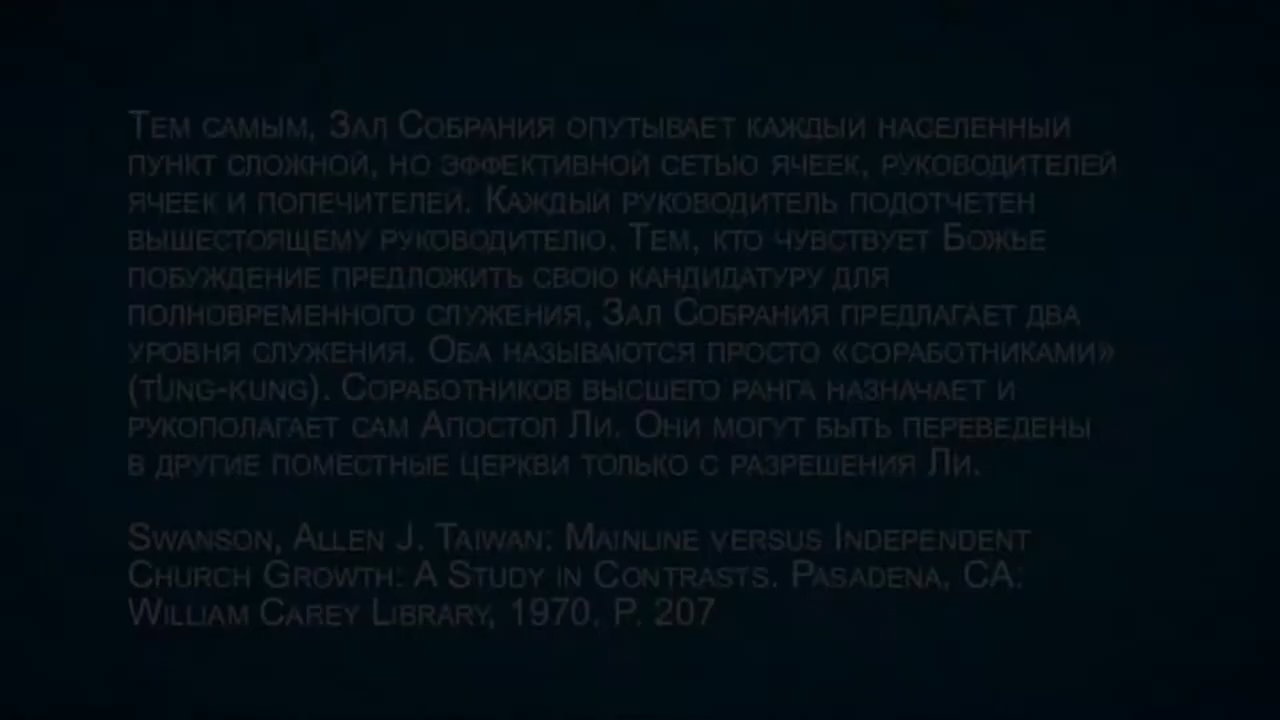 Тем самым, Зал Собрания опутывает каждый населенный
пункт сложной, но эффективной сетью ячеек, руководителей
ячеек и попечителей. Каждый руководитель подотчетен
вышестоящему руководителю. Тем, кто чувствует Божье
побуждение предложить свою кандидатуру для
полновременного служения, Зал Собрания предлагает два
уровня служения. Оба называются просто «соработниками»
(tung-kung). Соработников высшего ранга назначает и
рукополагает сам Апостол Ли. Они могут быть переведены
в другие поместные церкви только с разрешения Ли.
Swanson, Allen J. Taiwan: Mainline versus Independent
Church Growth: A Study in Contrasts. Pasadena, CA:
William Carey Library, 1970. P. 207